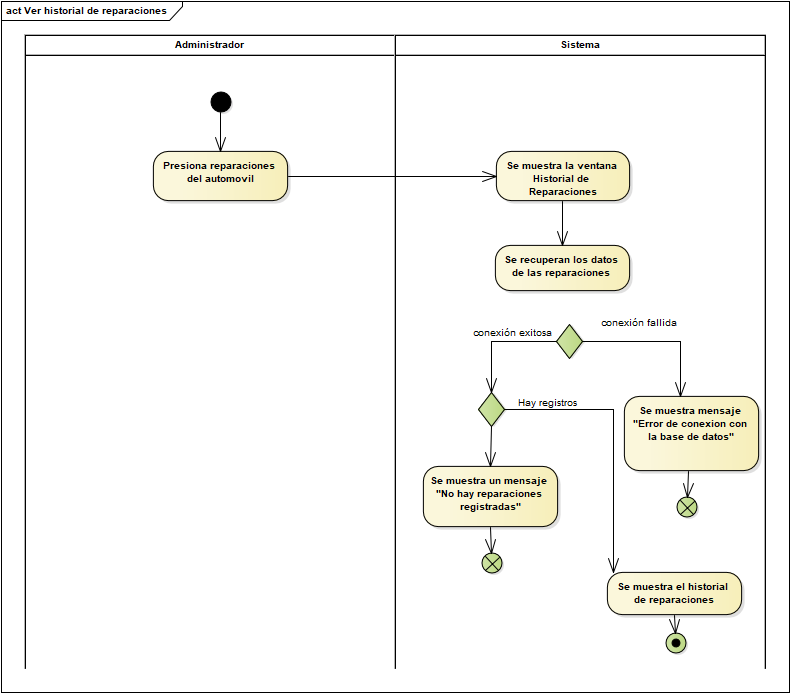 act Ver historial de reparaciones
Administrador
Sistema
Presiona reparaciones
del automovil
Se muestra la ventana
Historial de
Reparaciones
Se recuperan los datos
de las reparaciones
conexión exitosa
conexión fallida
Hay registros
Se muestra mensaje
"Error de conexion con
la base de datos"
Se muestra un mensaje
"No hay reparaciones
registradas"
Se muestra el historial
de reparaciones